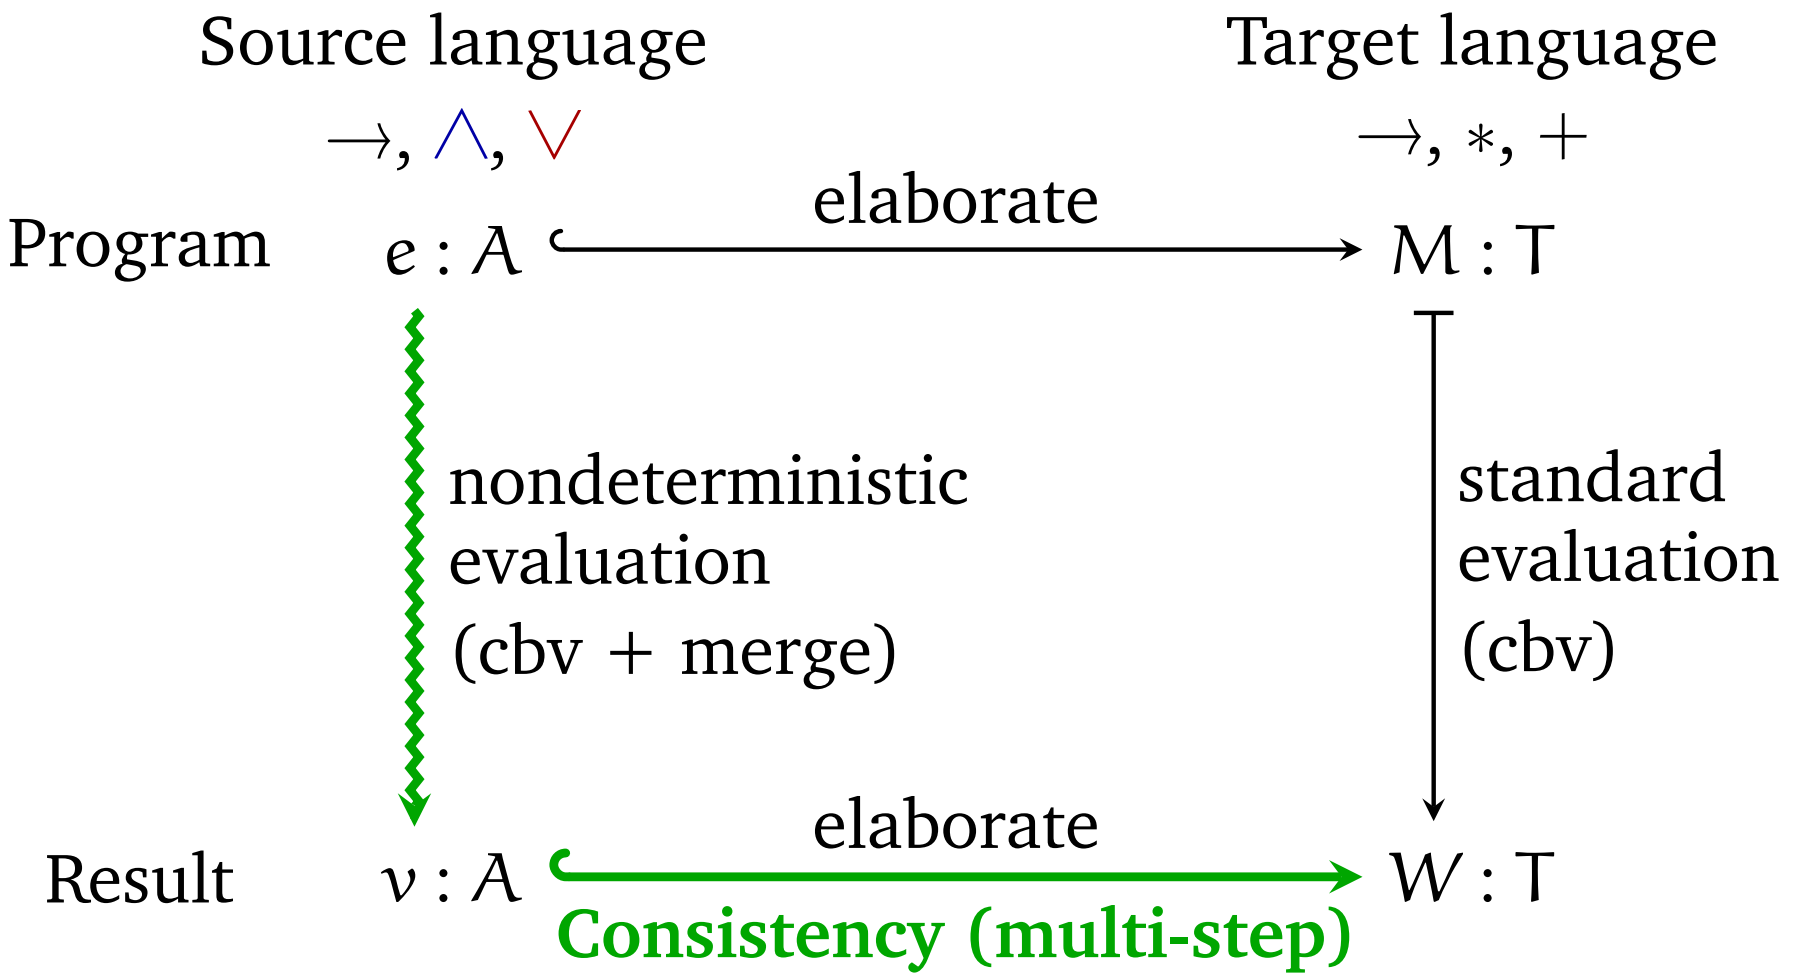 Source language
Target language
→, ∧, ∨
→, *, +
elaborate
Program
e : A
M : T
nondeterministic
evaluation
(cbv + merge)
standard
evaluation
(cbv)
elaborate
Result
v : A
W : T
Consistency (multi-step)